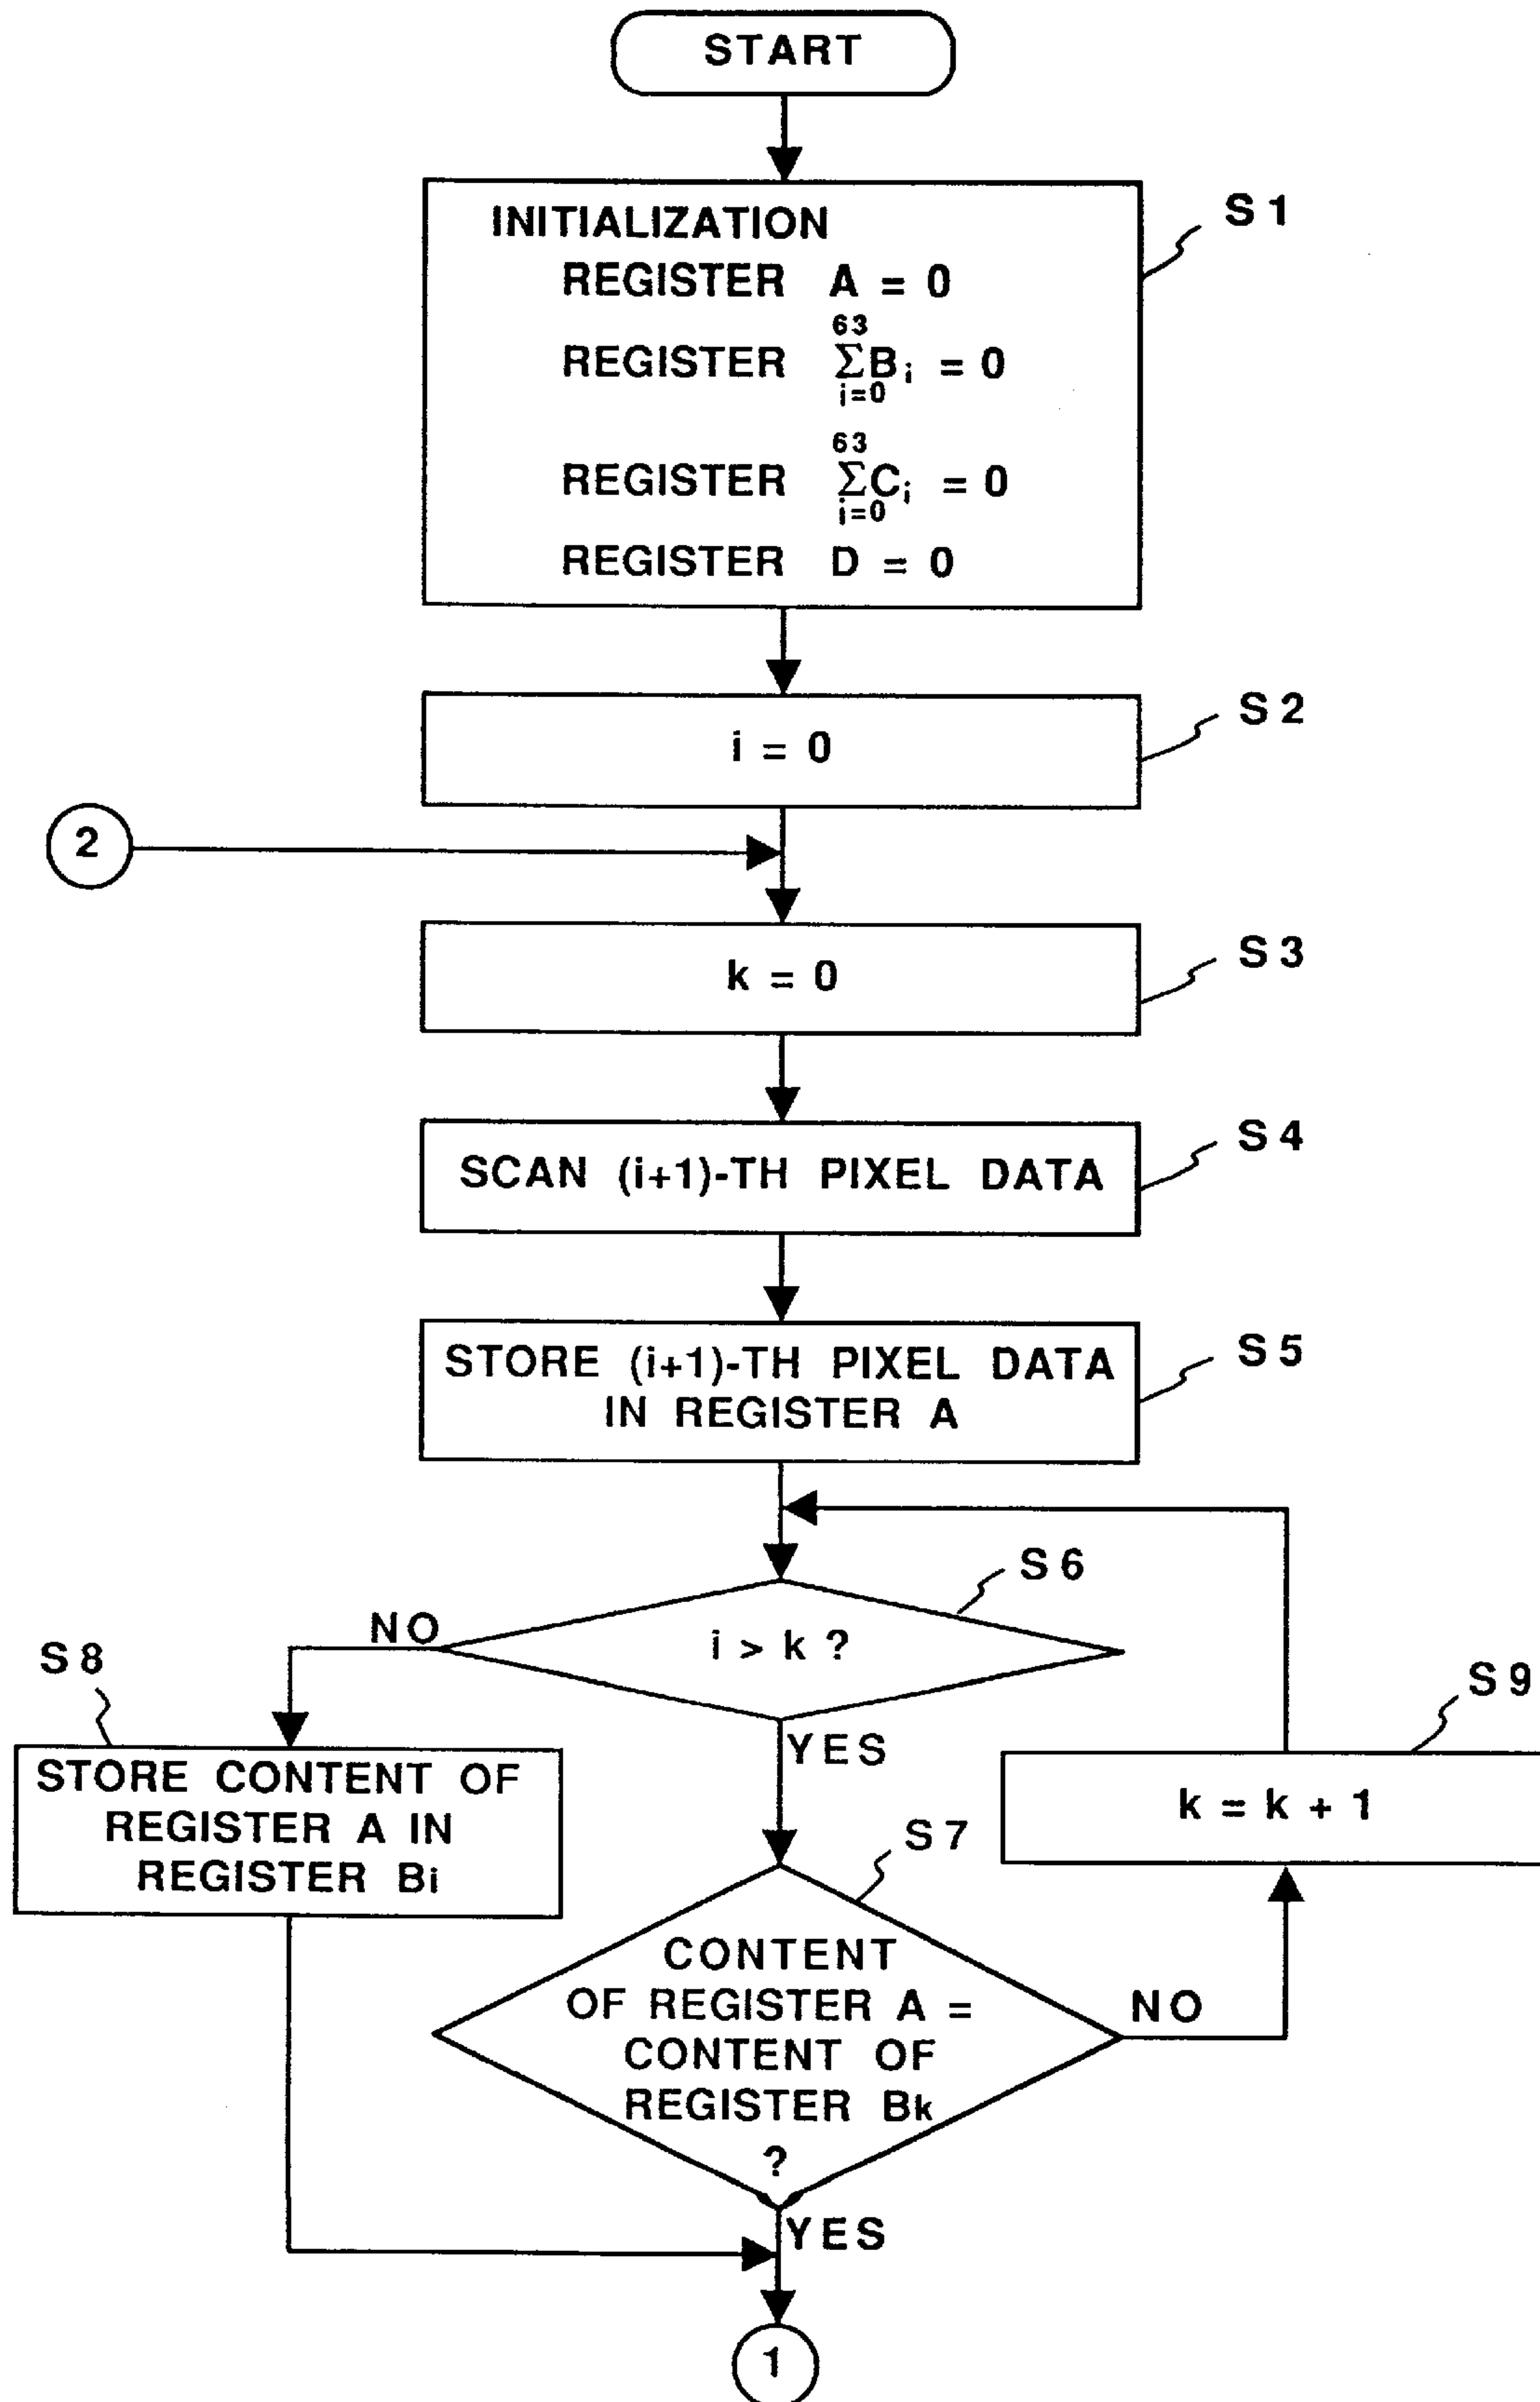 START
INITIALIZATION
S1
REGISTER A = 0
63
REGISTER ΣBi = 0
i=0
63
REGISTER ΣCi = 0
i=0
REGISTER D = 0
i = 0
S2
2
k = 0
S3
SCAN (i+1)-TH PIXEL DATA
S4
STORE (i+1)-TH PIXEL DATA
IN REGISTER A
S5
i > k ?
S6
NO
YES
S8
STORE CONTENT OF
REGISTER A IN
REGISTER Bi
S9
k = k + 1
S7
CONTENT
OF REGISTER A =
CONTENT OF
REGISTER Bk
?
NO
YES
1